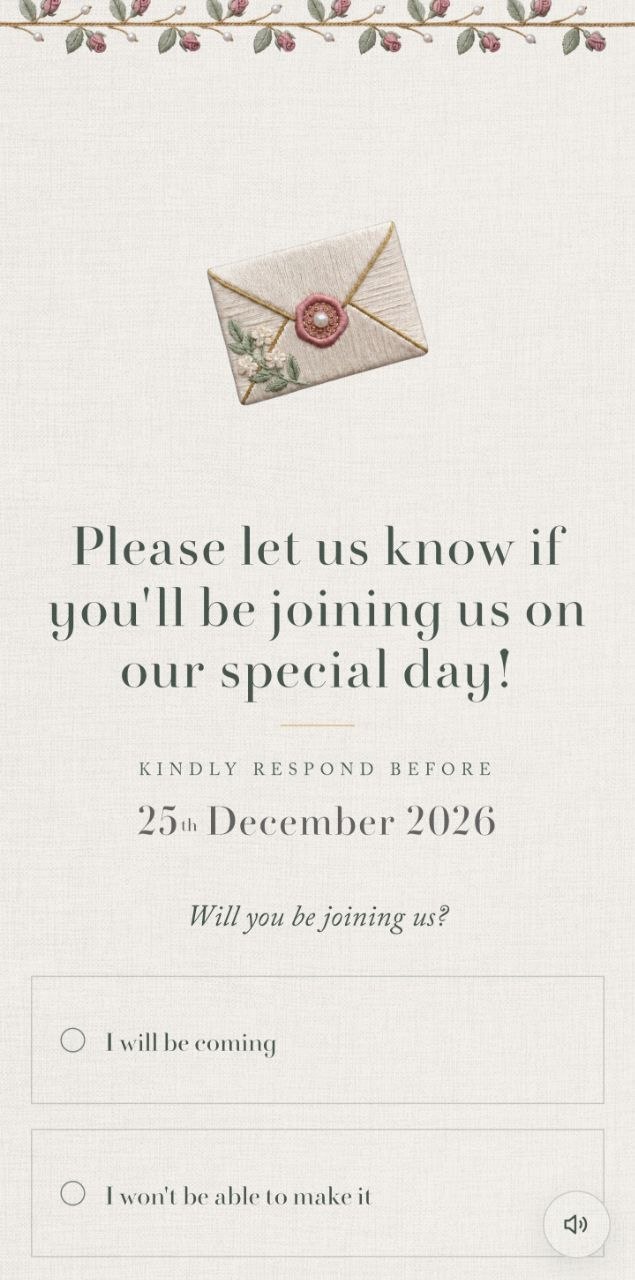 Please let us know if
you'll be joining us on
our special day!
KINDLY RESPOND BEFORE
25th December 2026
Will you be joining us?
I will be coming
I won't be able to make it